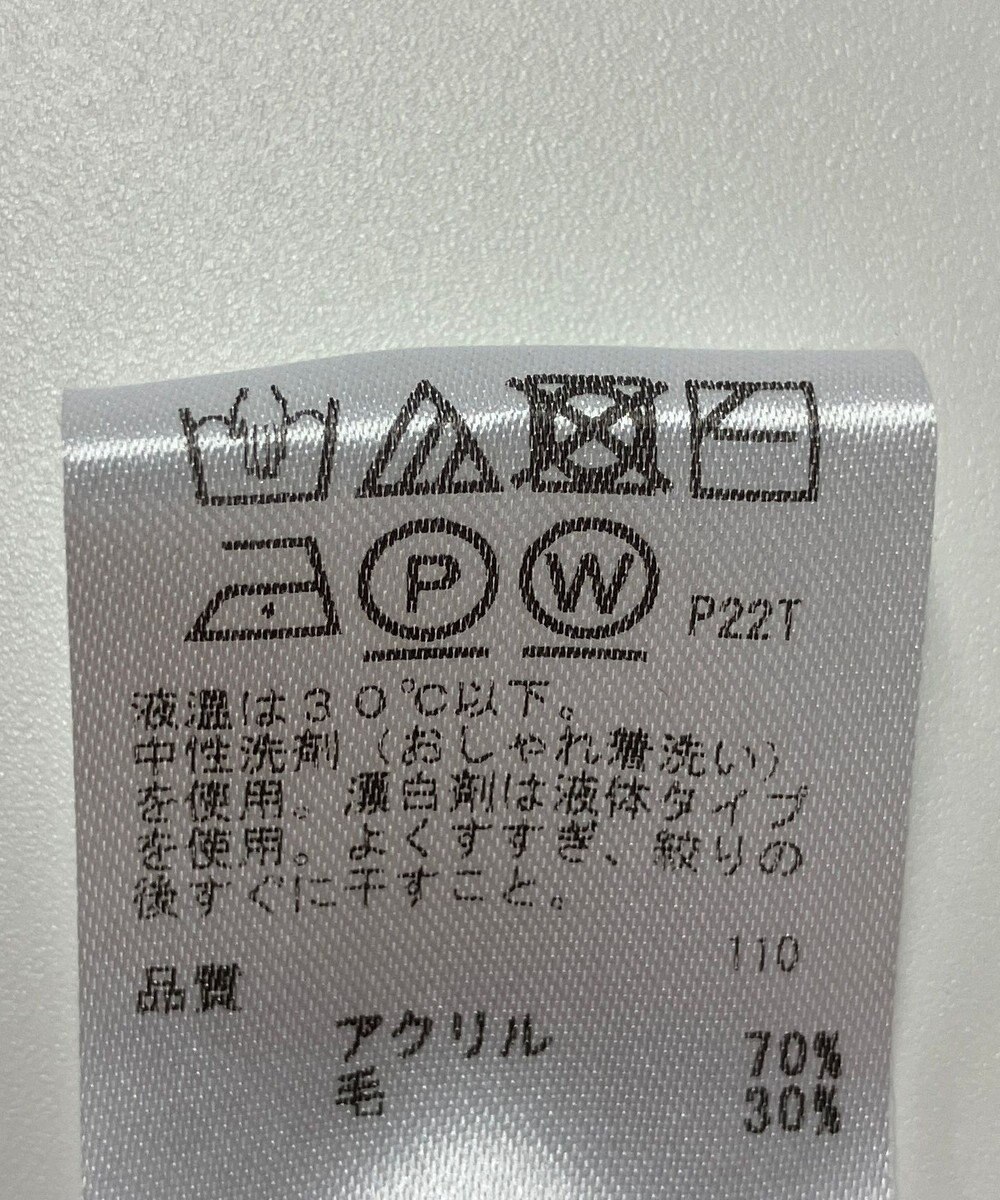 P
W
P22T
液温は30℃以下。
中性洗剤（おしゃれ着洗い）
を使用。漂白剤は液体タイプ
を使用。よくすすぎ、絞りの
後すぐに干すこと。
110
品質
アクリル 70%
毛 30%